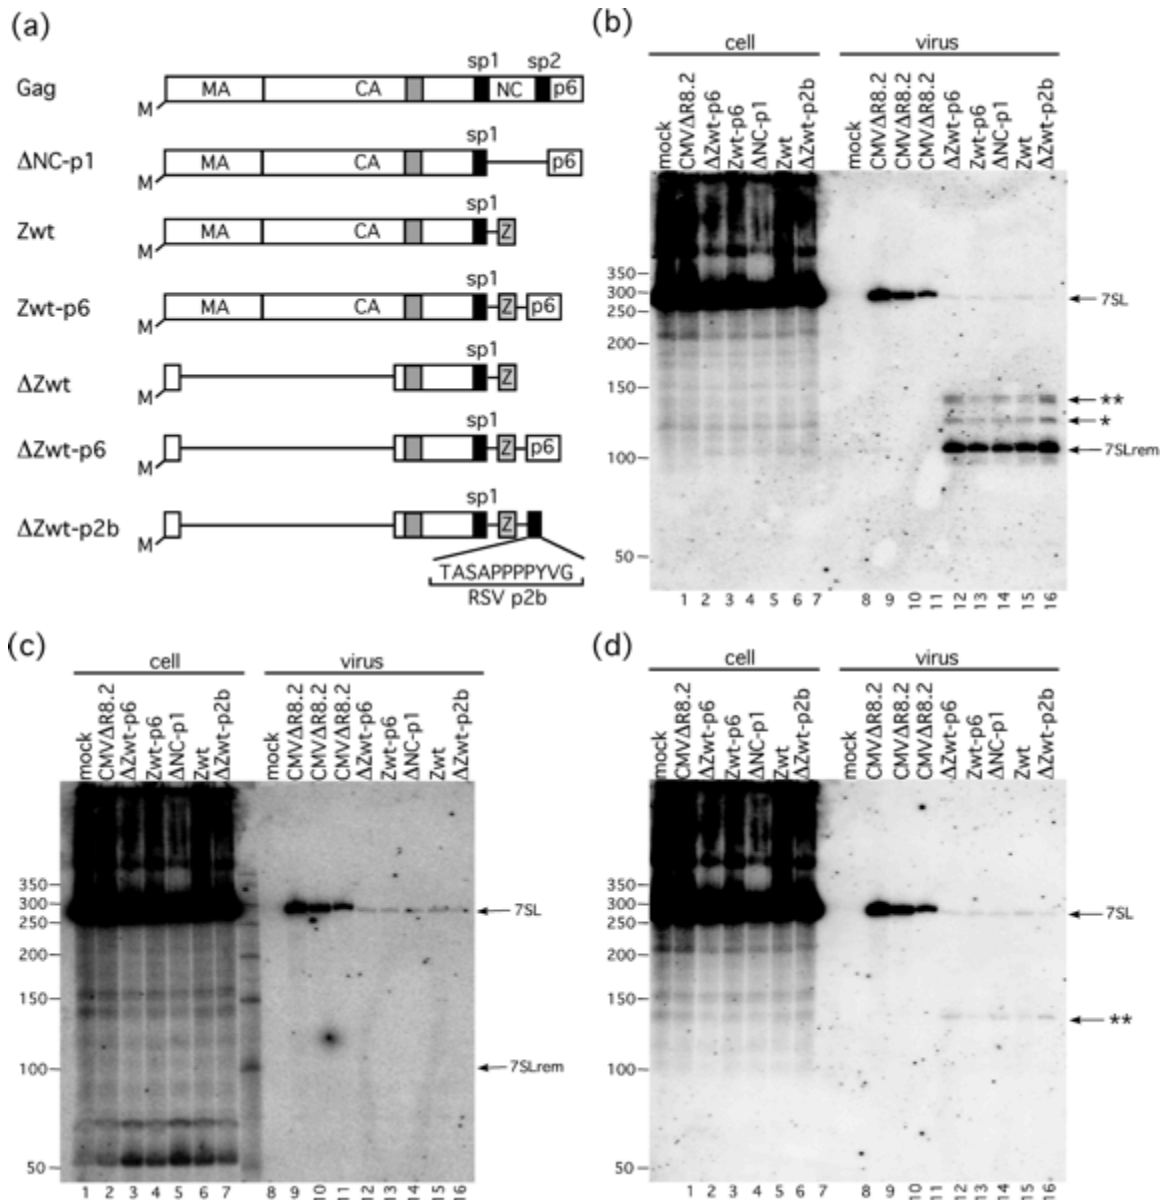 (a)
sp1 sp2
Gag MA CA NC p6
M
sp1
ΔNC-p1 MA CA p6
M
sp1
Zwt MA CA Z
M
sp1
Zwt-p6 MA CA Z p6
M
sp1
ΔZwt Z
M
sp1
ΔZwt-p6 Z p6
M
sp1
ΔZwt-p2b Z
M
TASAPPPPYVG
RSV p2b
(b)
cell virus
mock
CMVΔR8.2
ΔZwt-p6
Zwt-p6
ΔNC-p1
Zwt
ΔZwt-p2b
mock
CMVΔR8.2
CMVΔR8.2
CMVΔR8.2
ΔZwt-p6
Zwt-p6
ΔNC-p1
Zwt
ΔZwt-p2b
350
300
250
200
150
100
50
7SL
**
*
7SLrem
1 2 3 4 5 6 7 8 9 10 11 12 13 14 15 16
(c)
cell virus
mock
CMVΔR8.2
ΔZwt-p6
Zwt-p6
ΔNC-p1
Zwt
ΔZwt-p2b
mock
CMVΔR8.2
CMVΔR8.2
CMVΔR8.2
ΔZwt-p6
Zwt-p6
ΔNC-p1
Zwt
ΔZwt-p2b
350
300
250
200
150
100
50
7SL
7SLrem
1 2 3 4 5 6 7 8 9 10 11 12 13 14 15 16
(d)
cell virus
mock
CMVΔR8.2
ΔZwt-p6
Zwt-p6
ΔNC-p1
Zwt
ΔZwt-p2b
mock
CMVΔR8.2
CMVΔR8.2
CMVΔR8.2
ΔZwt-p6
Zwt-p6
ΔNC-p1
Zwt
ΔZwt-p2b
350
300
250
200
150
100
50
7SL
**
1 2 3 4 5 6 7 8 9 10 11 12 13 14 15 16